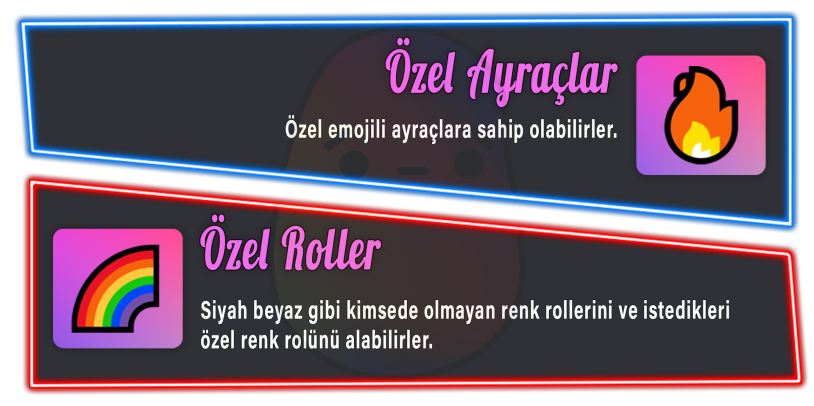 Özel Ayraçlar
Özel emojili ayraçlara sahip olabilirler.
Özel Roller
Siyah beyaz gibi kimsede olmayan renk rollerini ve istedikleri
özel renk rolünü alabilirler.